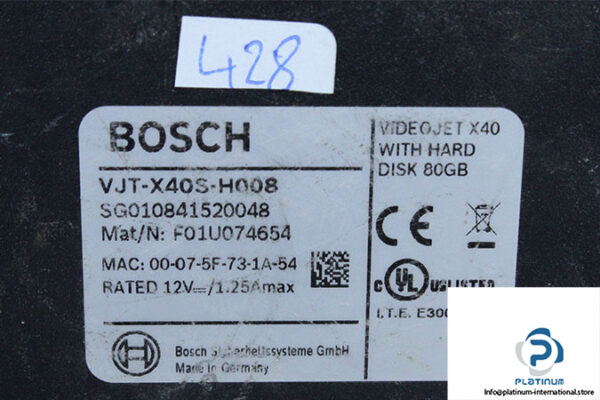 428
BOSCH
VJT-X40S-H008
SG010841520048
Mat/N: F01U074654
MAC: 00-07-5F-73-1A-54
RATED 12V⎓/1.25Amax
Bosch Sicherheitssysteme GmbH
Made in Germany
VIDEOJET X40
WITH HARD
DISK 80GB
CE
C UL US LISTED
I.T.E. E300
PLATINUM
Info@platinum-international.store